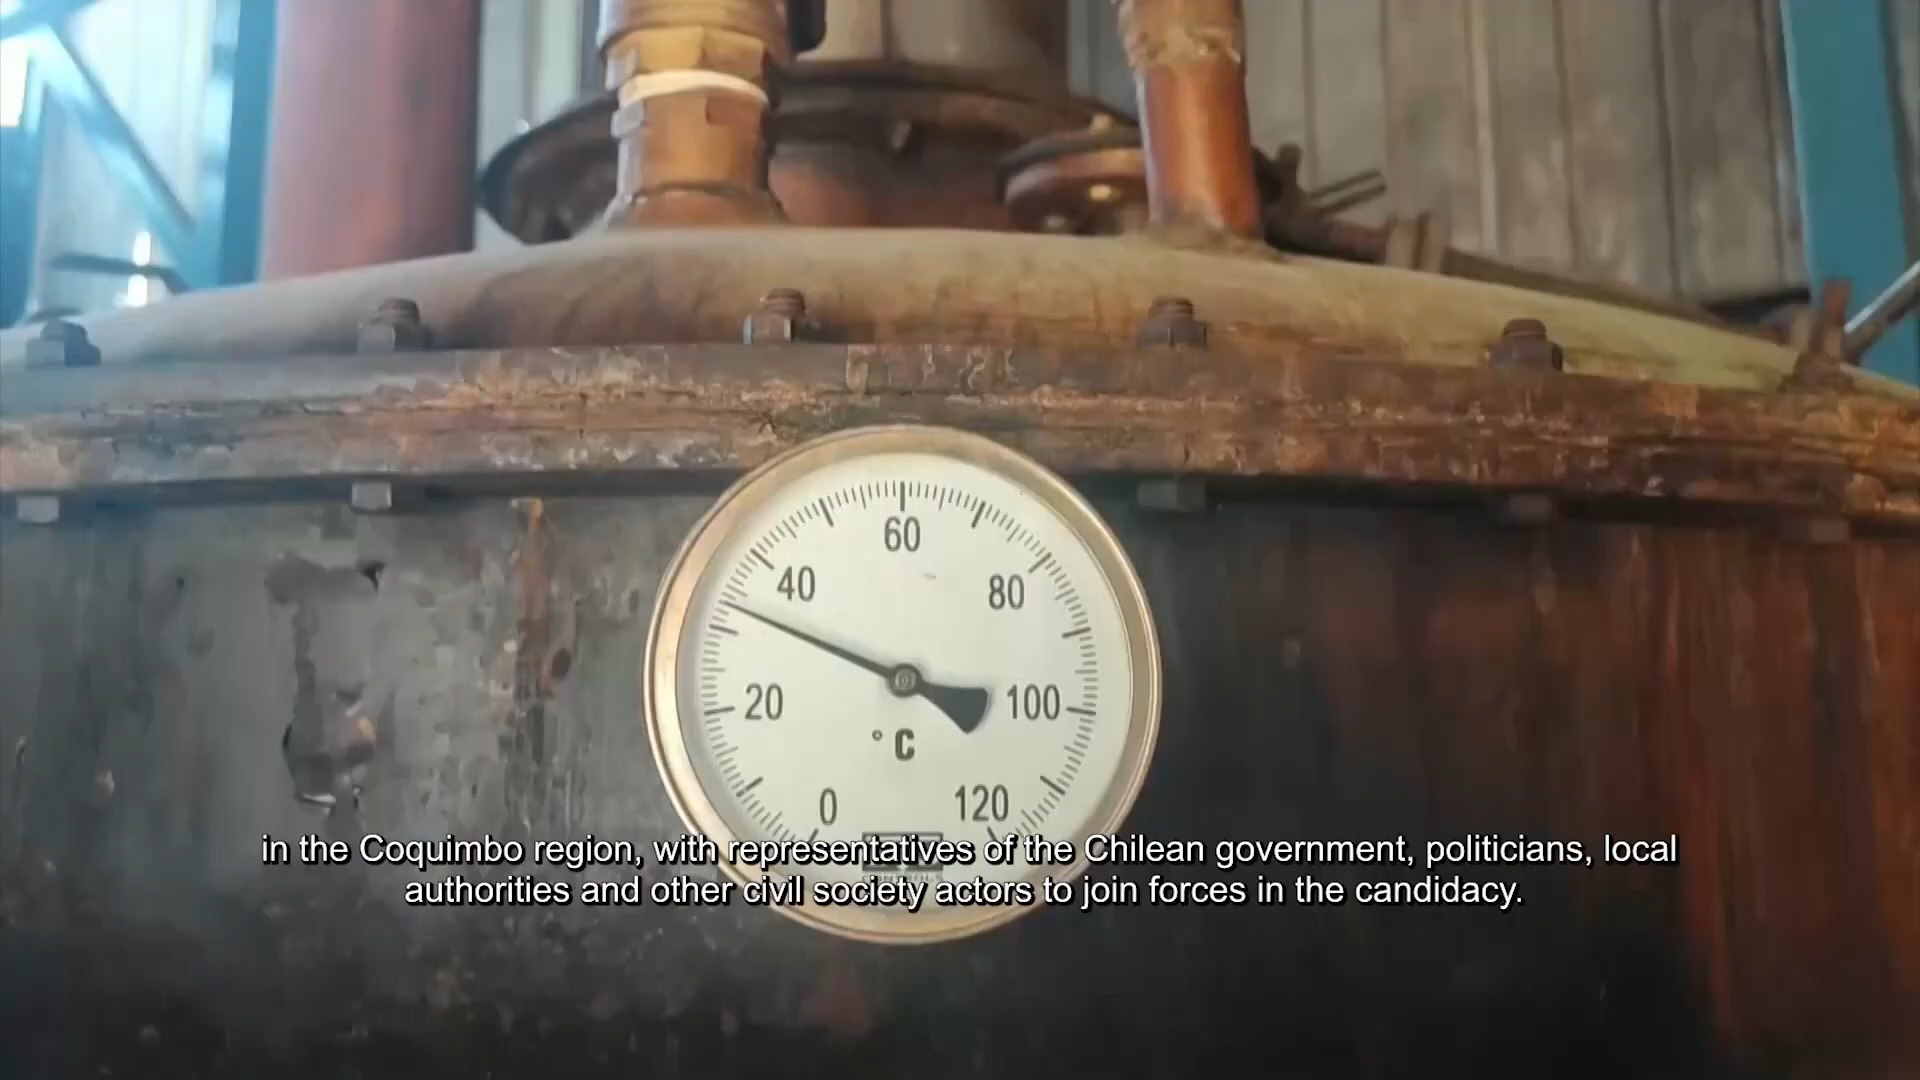 60
40
80
20
100
° C
0
120
in the Coquimbo region, with representatives of the Chilean government, politicians, local
authorities and other civil society actors to join forces in the candidacy.